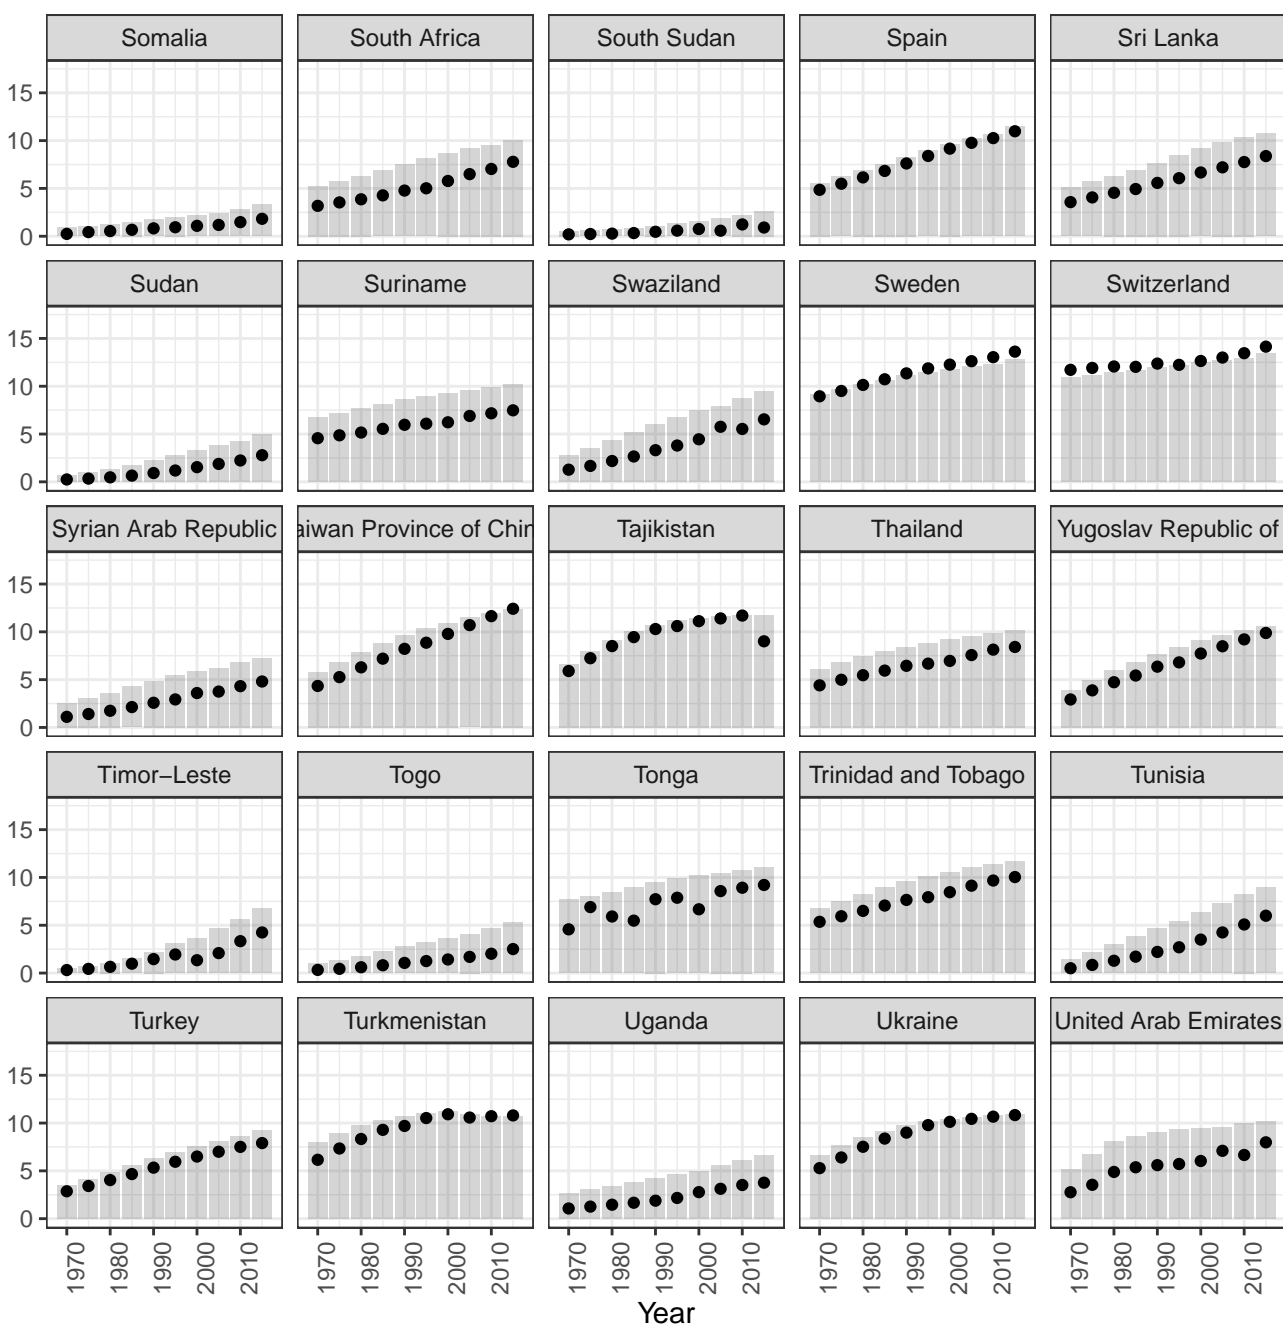 Somalia South Africa South Sudan Spain Sri Lanka
15
10
5
0
Sudan Suriname Swaziland Sweden Switzerland
15
10
5
0
Syrian Arab Republic aiwan Province of Chin Tajikistan Thailand Yugoslav Republic of
15
10
5
0
Timor−Leste Togo Tonga Trinidad and Tobago Tunisia
15
10
5
0
Turkey Turkmenistan Uganda Ukraine United Arab Emirates
15
10
5
0
1970 1980 1990 2000 2010 1970 1980 1990 2000 2010 1970 1980 1990 2000 2010 1970 1980 1990 2000 2010 1970 1980 1990 2000 2010
Year